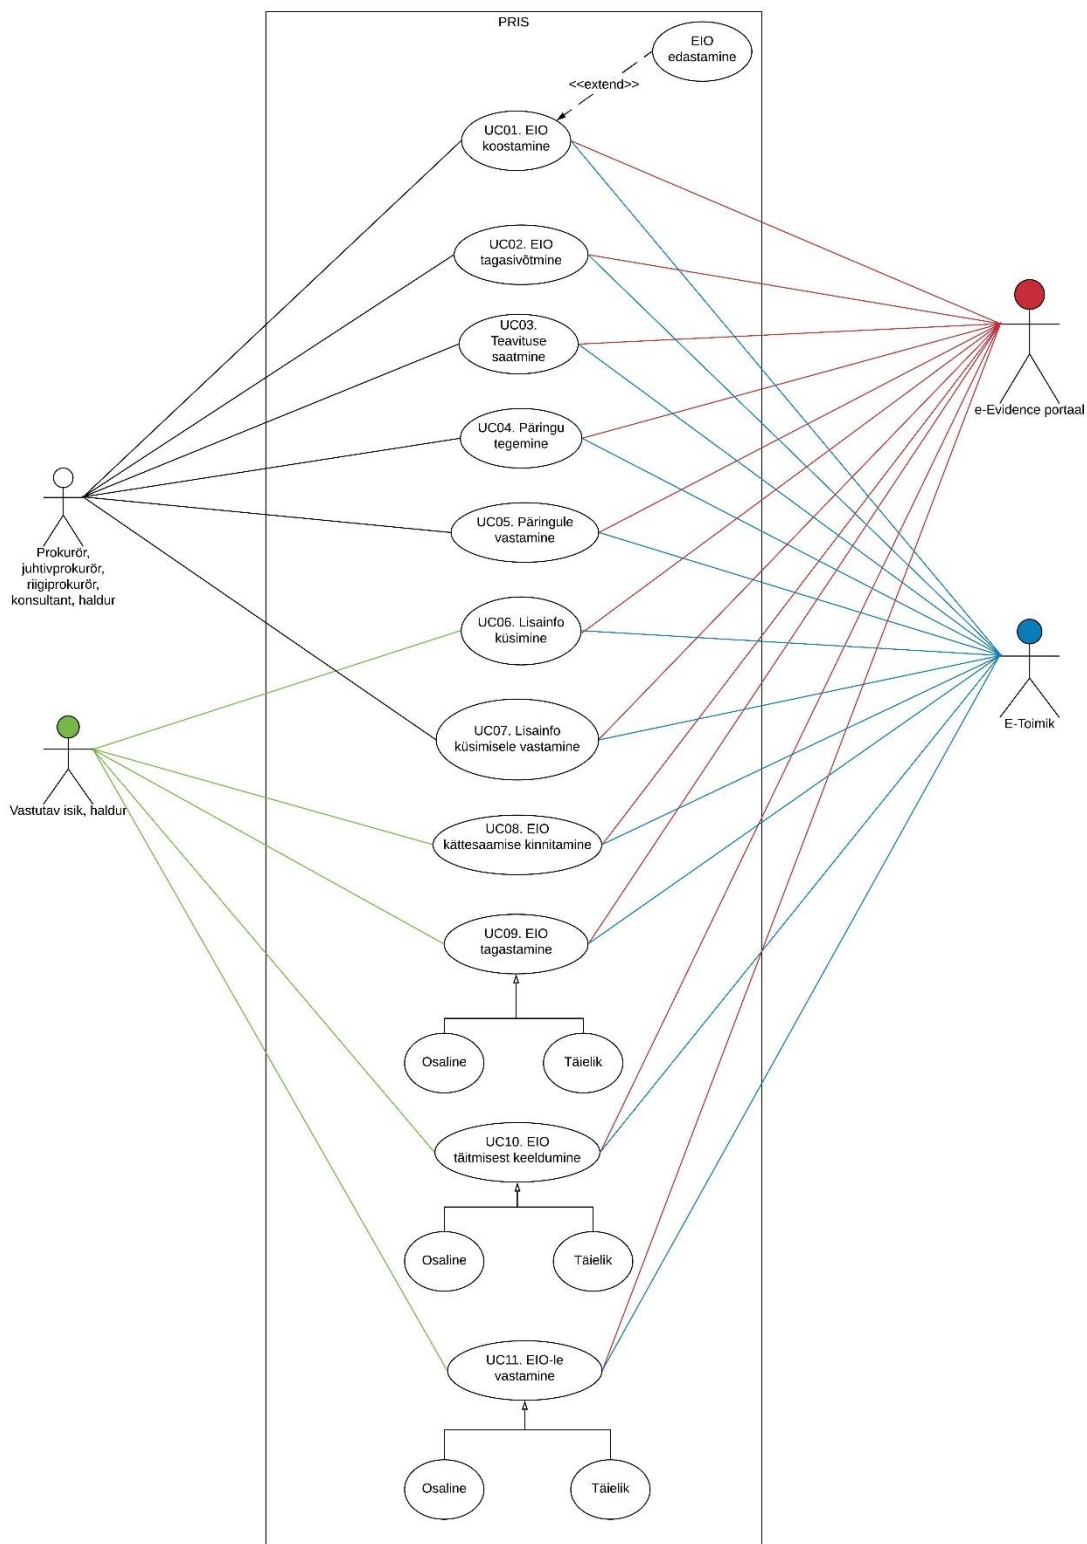 PRIS
EIO
edastamine
<<extend>>
UC01. EIO
koostamine
UC02. EIO
tagasivõtmine
UC03.
Teavituse
saatmine
e-Evidence portaal
UC04. Päringu
tegemine
UC05. Päringule
vastamine
Prokurör,
juhtivprokurör,
riigiprokurör,
konsultant, haldur
UC06. Lisainfo
küsimine
E-Toimik
UC07. Lisainfo
küsimisele vastamine
Vastutav isik, haldur
UC08. EIO
kättesaamise kinnitamine
UC09. EIO
tagastamine
Osaline
Täielik
UC10. EIO
täitmisest keeldumine
Osaline
Täielik
UC11. EIO-le
vastamine
Osaline
Täielik